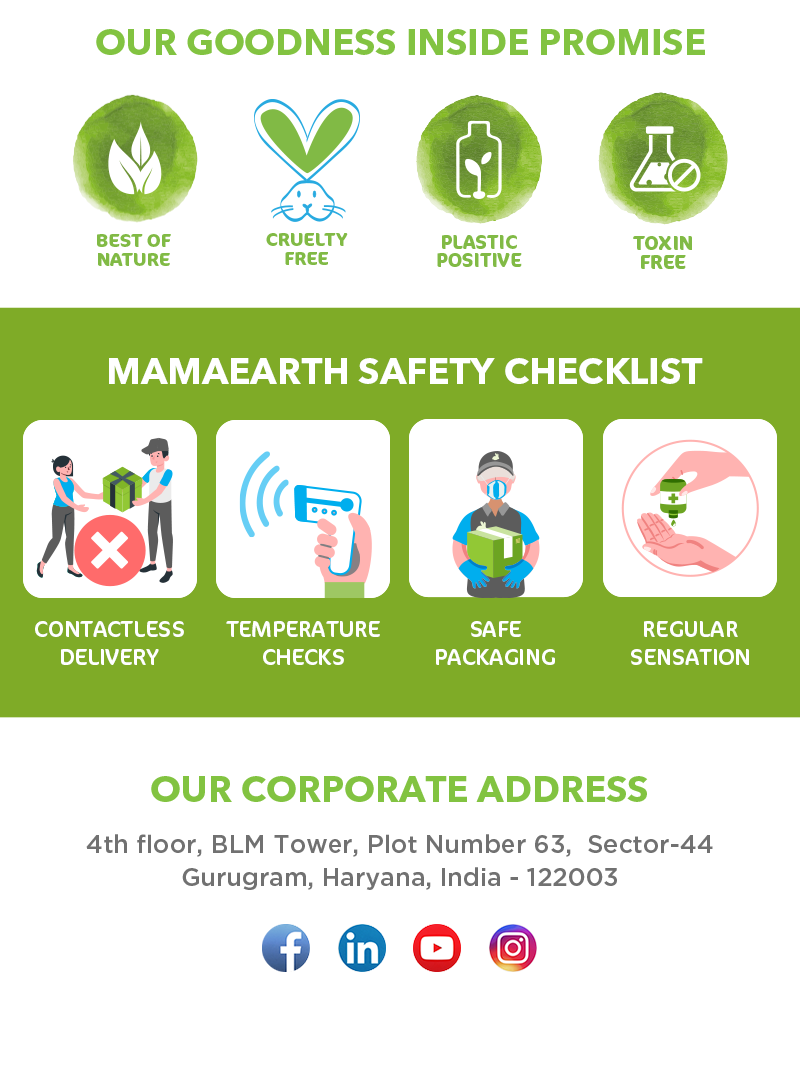 OUR GOODNESS INSIDE PROMISE
BEST OF
NATURE
CRUELTY
FREE
PLASTIC
POSITIVE
TOXIN
FREE
MAMAEARTH SAFETY CHECKLIST
CONTACTLESS
DELIVERY
TEMPERATURE
CHECKS
SAFE
PACKAGING
REGULAR
SENSATION
OUR CORPORATE ADDRESS
4th floor, BLM Tower, Plot Number 63, Sector-44
Gurugram, Haryana, India - 122003
f
in